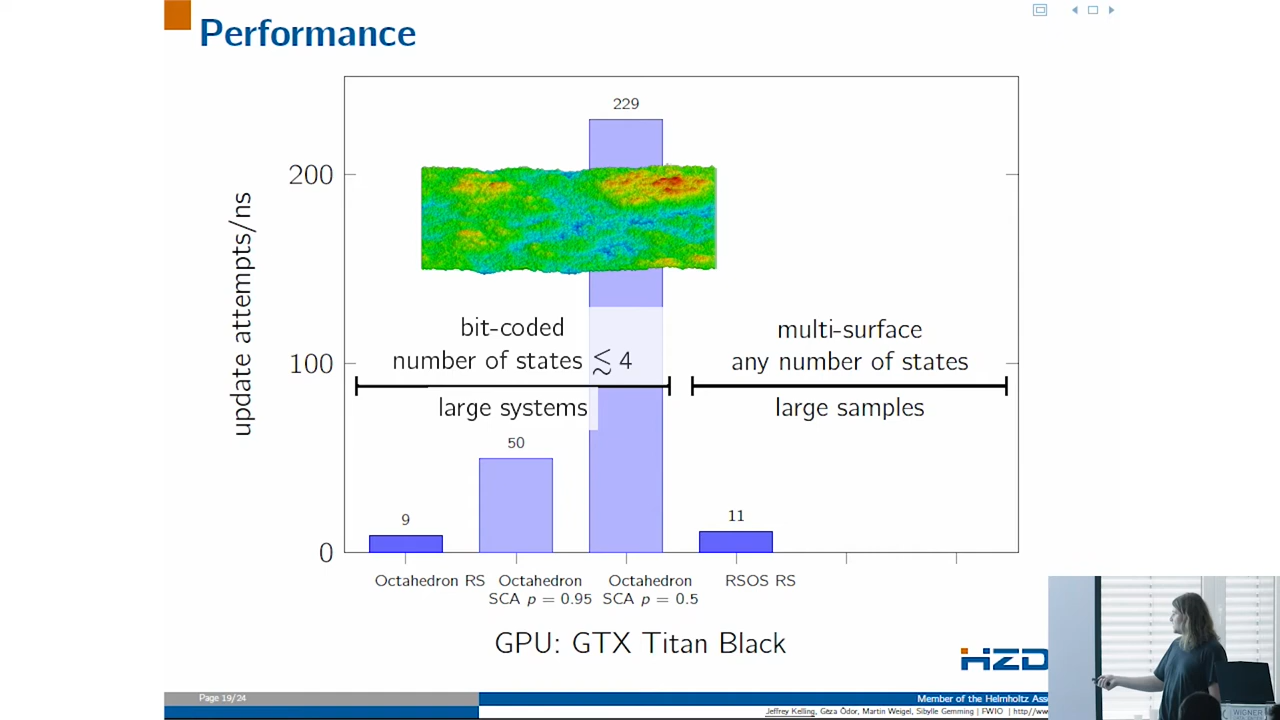 Performance
229
200
100
0
update attempts/ns
bit-coded
number of states ≲ 4
large systems
multi-surface
any number of states
large samples
50
9
11
Octahedron RS
Octahedron
SCA p = 0.95
Octahedron
SCA p = 0.5
RSOS RS
GPU: GTX Titan Black
HZD
Page 19/24
Member of the Helmholtz Ass
Jeffrey Kelling, Géza Ódor, Martin Weigel, Sibylle Gemming | FWIO | http://ww
WIGNER